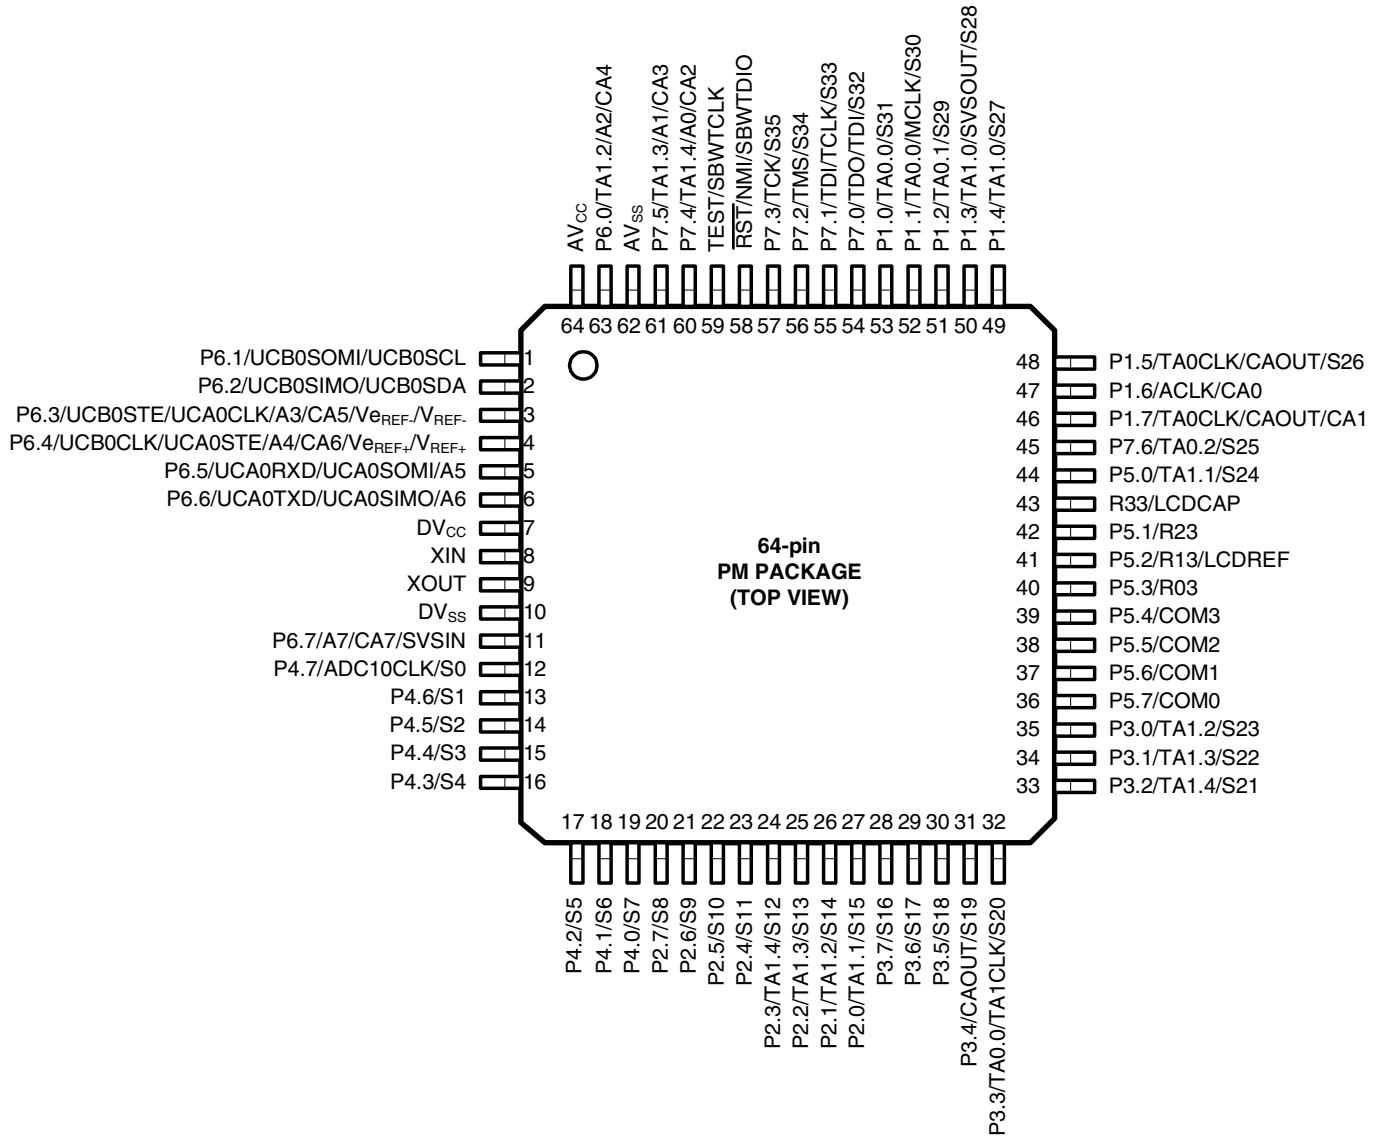 AVCC
P6.0/TA1.2/A2/CA4
AVSS
P7.5/TA1.3/A1/CA3
P7.4/TA1.4/A0/CA2
TEST/SBWTCLK
RST/NMI/SBWTDIO
P7.3/TCK/S35
P7.2/TMS/S34
P7.1/TDI/TCLK/S33
P7.0/TDO/TDI/S32
P1.0/TA0.0/S31
P1.1/TA0.0/MCLK/S30
P1.2/TA0.1/S29
P1.3/TA1.0/SVSOUT/S28
P1.4/TA1.0/S27
64 63 62 61 60 59 58 57 56 55 54 53 52 51 50 49
P6.1/UCB0SOMI/UCB0SCL 1
P6.2/UCB0SIMO/UCB0SDA 2
P6.3/UCB0STE/UCA0CLK/A3/CA5/VeREF-/VREF- 3
P6.4/UCB0CLK/UCA0STE/A4/CA6/VeREF+/VREF+ 4
P6.5/UCA0RXD/UCA0SOMI/A5 5
P6.6/UCA0TXD/UCA0SIMO/A6 6
DVCC 7
XIN 8
XOUT 9
DVSS 10
P6.7/A7/CA7/SVSIN 11
P4.7/ADC10CLK/S0 12
P4.6/S1 13
P4.5/S2 14
P4.4/S3 15
P4.3/S4 16
64-pin
PM PACKAGE
(TOP VIEW)
48 P1.5/TA0CLK/CAOUT/S26
47 P1.6/ACLK/CA0
46 P1.7/TA0CLK/CAOUT/CA1
45 P7.6/TA0.2/S25
44 P5.0/TA1.1/S24
43 R33/LCDCAP
42 P5.1/R23
41 P5.2/R13/LCDREF
40 P5.3/R03
39 P5.4/COM3
38 P5.5/COM2
37 P5.6/COM1
36 P5.7/COM0
35 P3.0/TA1.2/S23
34 P3.1/TA1.3/S22
33 P3.2/TA1.4/S21
17 18 19 20 21 22 23 24 25 26 27 28 29 30 31 32
P4.2/S5
P4.1/S6
P4.0/S7
P2.7/S8
P2.6/S9
P2.5/S10
P2.4/S11
P2.3/TA1.4/S12
P2.2/TA1.3/S13
P2.1/TA1.2/S14
P2.0/TA1.1/S15
P3.7/S16
P3.6/S17
P3.5/S18
P3.4/CAOUT/S19
P3.3/TA0.0/TA1CLK/S20